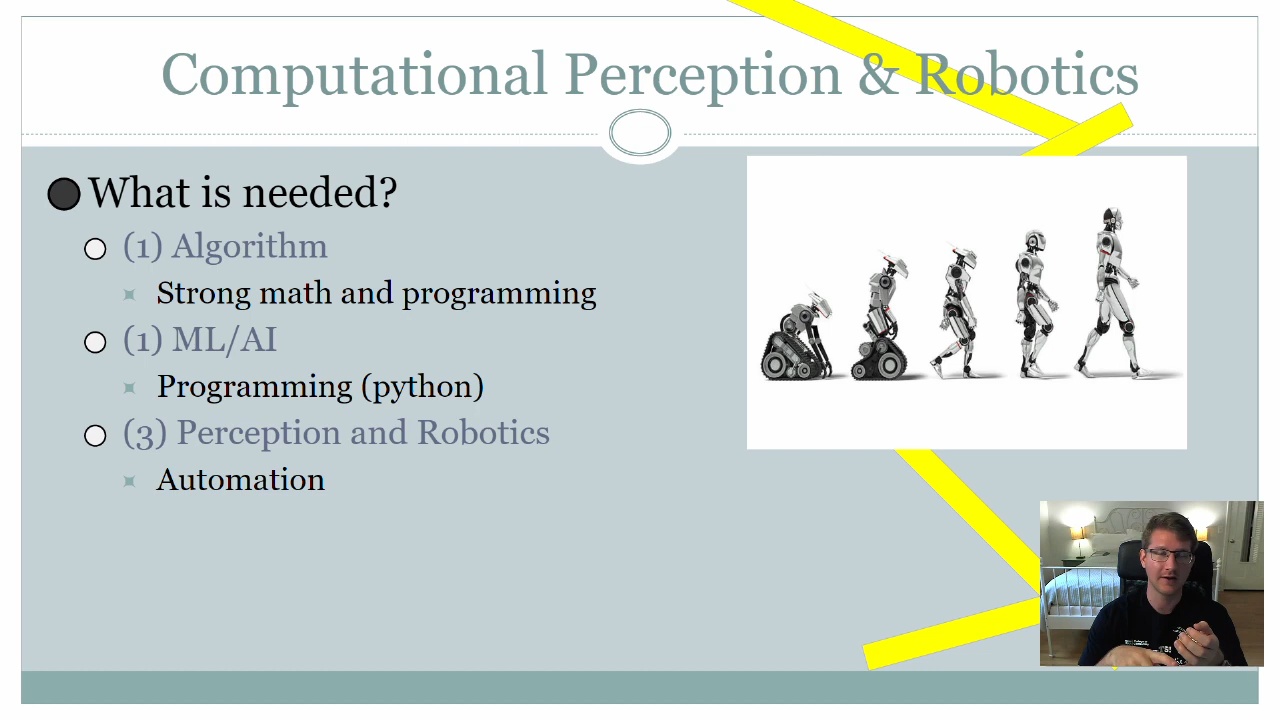 Computational Perception & Robotics
What is needed?
(1) Algorithm
Strong math and programming
(1) ML/AI
Programming (python)
(3) Perception and Robotics
Automation